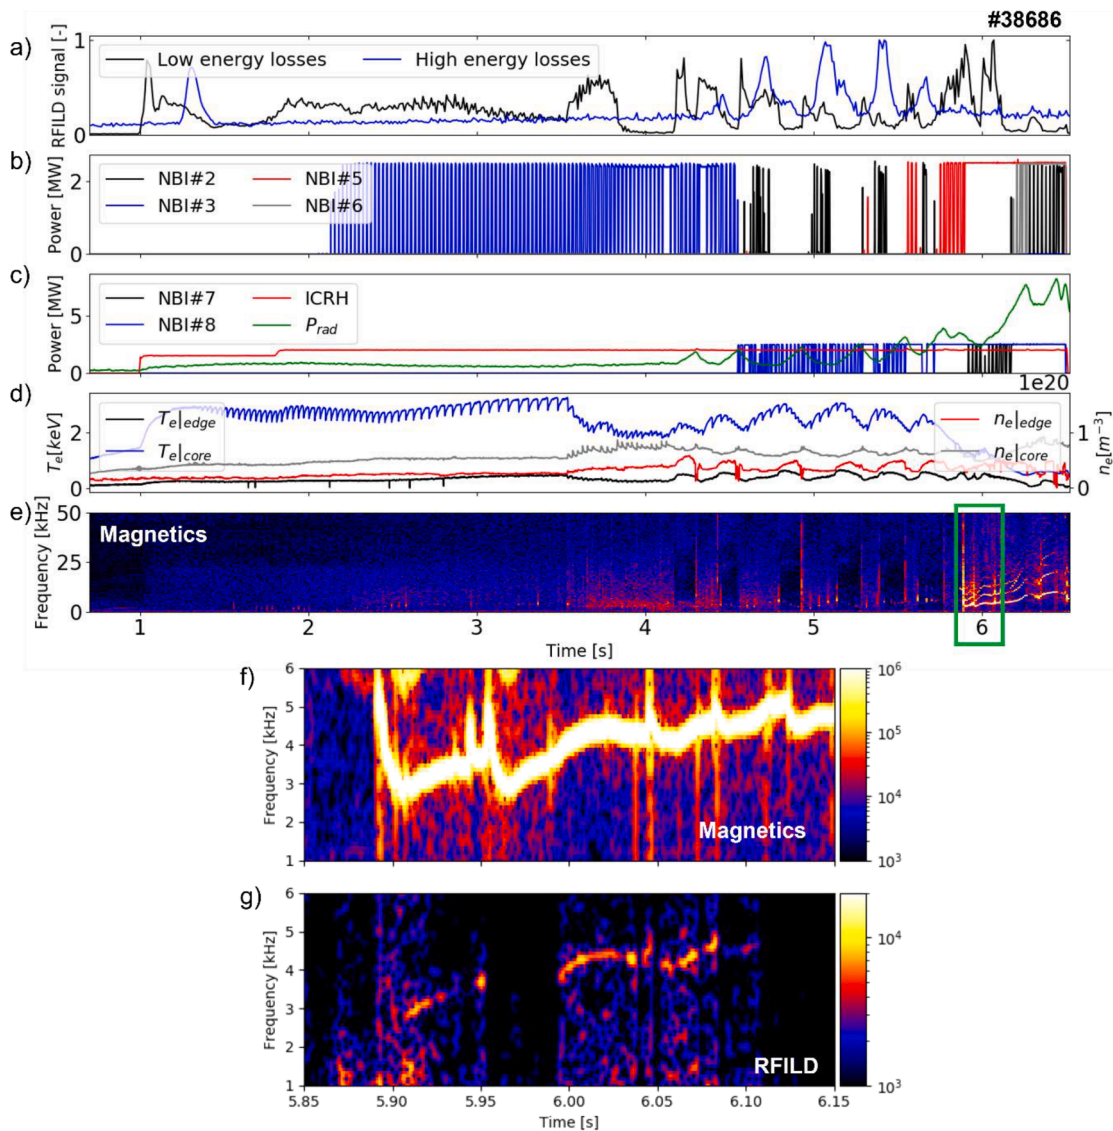 #38686
a)
RFILD signal [-]
1
0
Low energy losses
High energy losses
b)
Power [MW]
2
0
NBI#2
NBI#5
NBI#3
NBI#6
c)
Power [MW]
5
0
NBI#7
ICRH
NBI#8
P_rad
1e20
d)
T_e[keV]
2
0
T_e|edge
T_e|core
n_e|edge
n_e|core
1
0
n_e[m^-3]
e)
Frequency [kHz]
50
25
0
Magnetics
1 2 3 4 5 6
Time [s]
f)
Frequency [kHz]
6
5
4
3
2
1
Magnetics
10^6
10^5
10^4
10^3
g)
Frequency [kHz]
6
5
4
3
2
1
RFILD
10^4
10^3
5.85 5.90 5.95 6.00 6.05 6.10 6.15
Time [s]